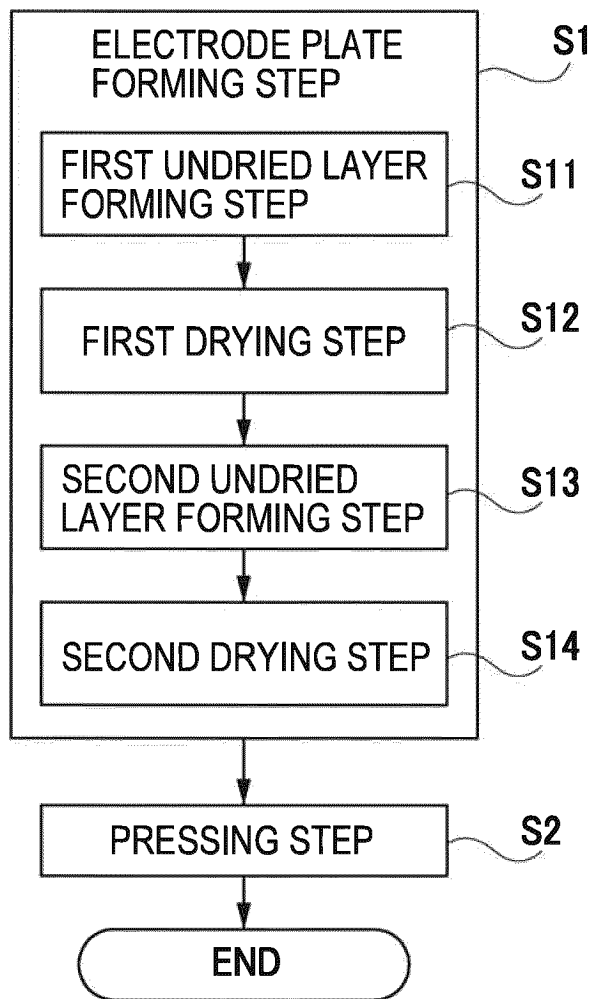 ELECTRODE PLATE
FORMING STEP
S1
FIRST UNDRIED LAYER
FORMING STEP
S11
FIRST DRYING STEP
S12
SECOND UNDRIED
LAYER FORMING STEP
S13
SECOND DRYING STEP
S14
PRESSING STEP
S2
END